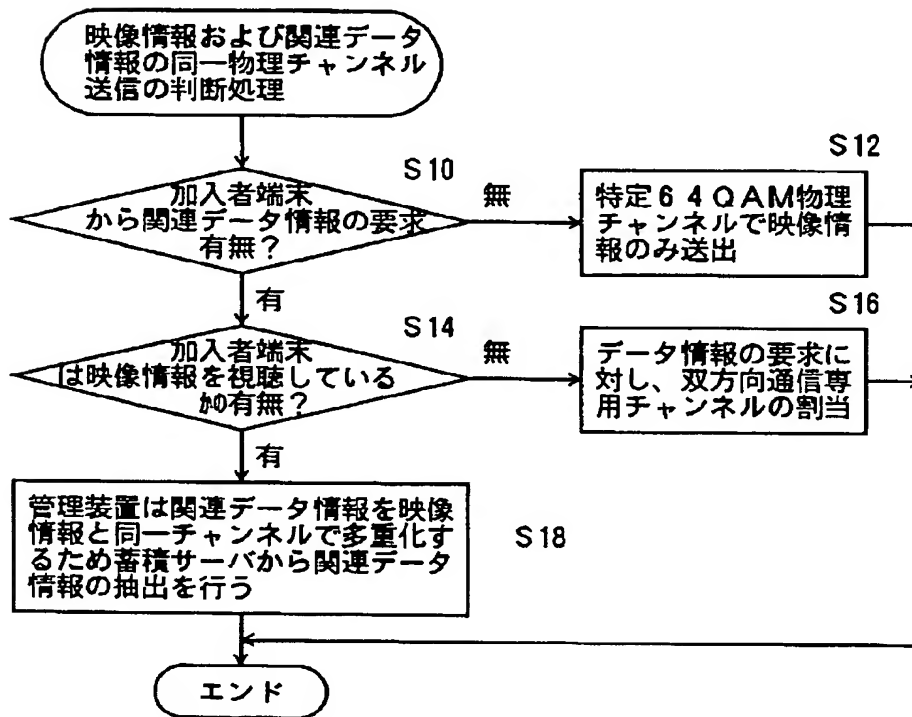 映像情報および関連データ
情報の同一物理チャンネル
送信の判断処理
S10
加入者端末
から関連データ情報の要求
有無？
無
S12
特定64QAM物理
チャンネルで映像情
報のみ送出
有
S14
加入者端末
は映像情報を視聴している
かの有無？
無
S16
データ情報の要求に
対し、双方向通信専
用チャンネルの割当
有
管理装置は関連データ情報を映像
情報と同一チャンネルで多重化す
るため蓄積サーバから関連データ
情報の抽出を行う
S18
エンド